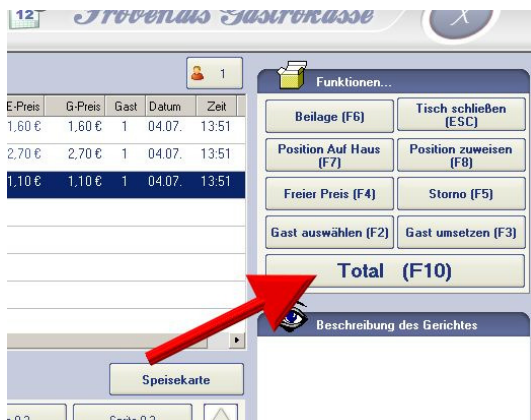 12
Provendis Gastrokasse
X
1
Funktionen...
E-Preis G-Preis Gast Datum Zeit
1,60 € 1,60 € 1 04.07. 13:51
2,70 € 2,70 € 1 04.07. 13:51
1,10 € 1,10 € 1 04.07. 13:51
Beilage (F6)
Tisch schließen
(ESC)
Position Auf Haus
(F7)
Position zuweisen
(F8)
Freier Preis (F4)
Storno (F5)
Gast auswählen (F2)
Gast umsetzen (F3)
Total (F10)
Beschreibung des Gerichtes
Speisekarte